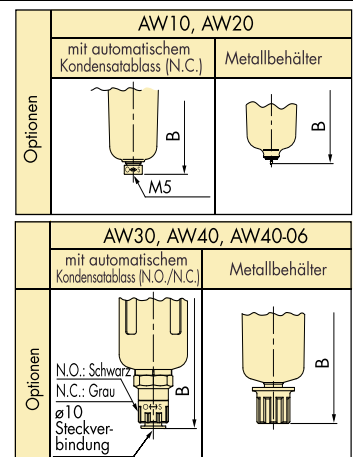 AW10, AW20
Optionen
mit automatischem
Kondensatablass (N.C.)
Metallbehälter
B
O S
M5
B
AW30, AW40, AW40-06
Optionen
mit automatischem
Kondensatablass (N.O./N.C.)
Metallbehälter
N.O.: Schwarz
N.C.: Grau
ø10
Steckver-
bindung
O S
B
B